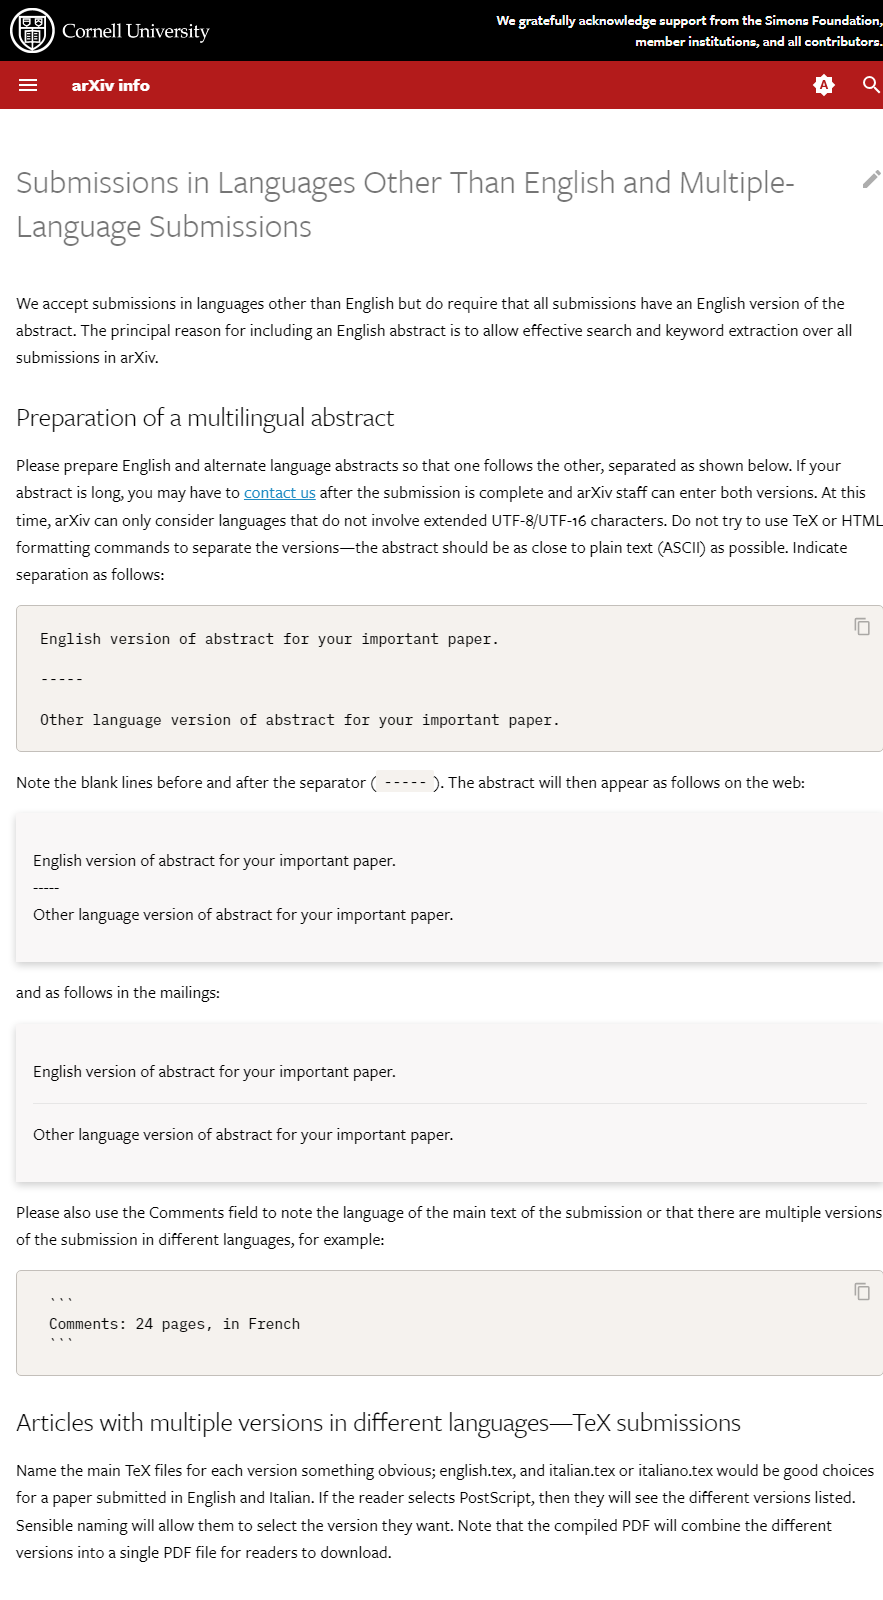 Cornell University
We gratefully acknowledge support from the Simons Foundation,
member institutions, and all contributors.
arXiv info
A
Submissions in Languages Other Than English and Multiple-
Language Submissions
We accept submissions in languages other than English but do require that all submissions have an English version of the
abstract. The principal reason for including an English abstract is to allow effective search and keyword extraction over all
submissions in arXiv.
Preparation of a multilingual abstract
Please prepare English and alternate language abstracts so that one follows the other, separated as shown below. If your
abstract is long, you may have to contact us after the submission is complete and arXiv staff can enter both versions. At this
time, arXiv can only consider languages that do not involve extended UTF-8/UTF-16 characters. Do not try to use TeX or HTML
formatting commands to separate the versions—the abstract should be as close to plain text (ASCII) as possible. Indicate
separation as follows:
English version of abstract for your important paper.
-----
Other language version of abstract for your important paper.
Note the blank lines before and after the separator ( ----- ). The abstract will then appear as follows on the web:
English version of abstract for your important paper.
-----
Other language version of abstract for your important paper.
and as follows in the mailings:
English version of abstract for your important paper.
Other language version of abstract for your important paper.
Please also use the Comments field to note the language of the main text of the submission or that there are multiple versions
of the submission in different languages, for example:
```
Comments: 24 pages, in French
```
Articles with multiple versions in different languages—TeX submissions
Name the main TeX files for each version something obvious; english.tex, and italian.tex or italiano.tex would be good choices
for a paper submitted in English and Italian. If the reader selects PostScript, then they will see the different versions listed.
Sensible naming will allow them to select the version they want. Note that the compiled PDF will combine the different
versions into a single PDF file for readers to download.